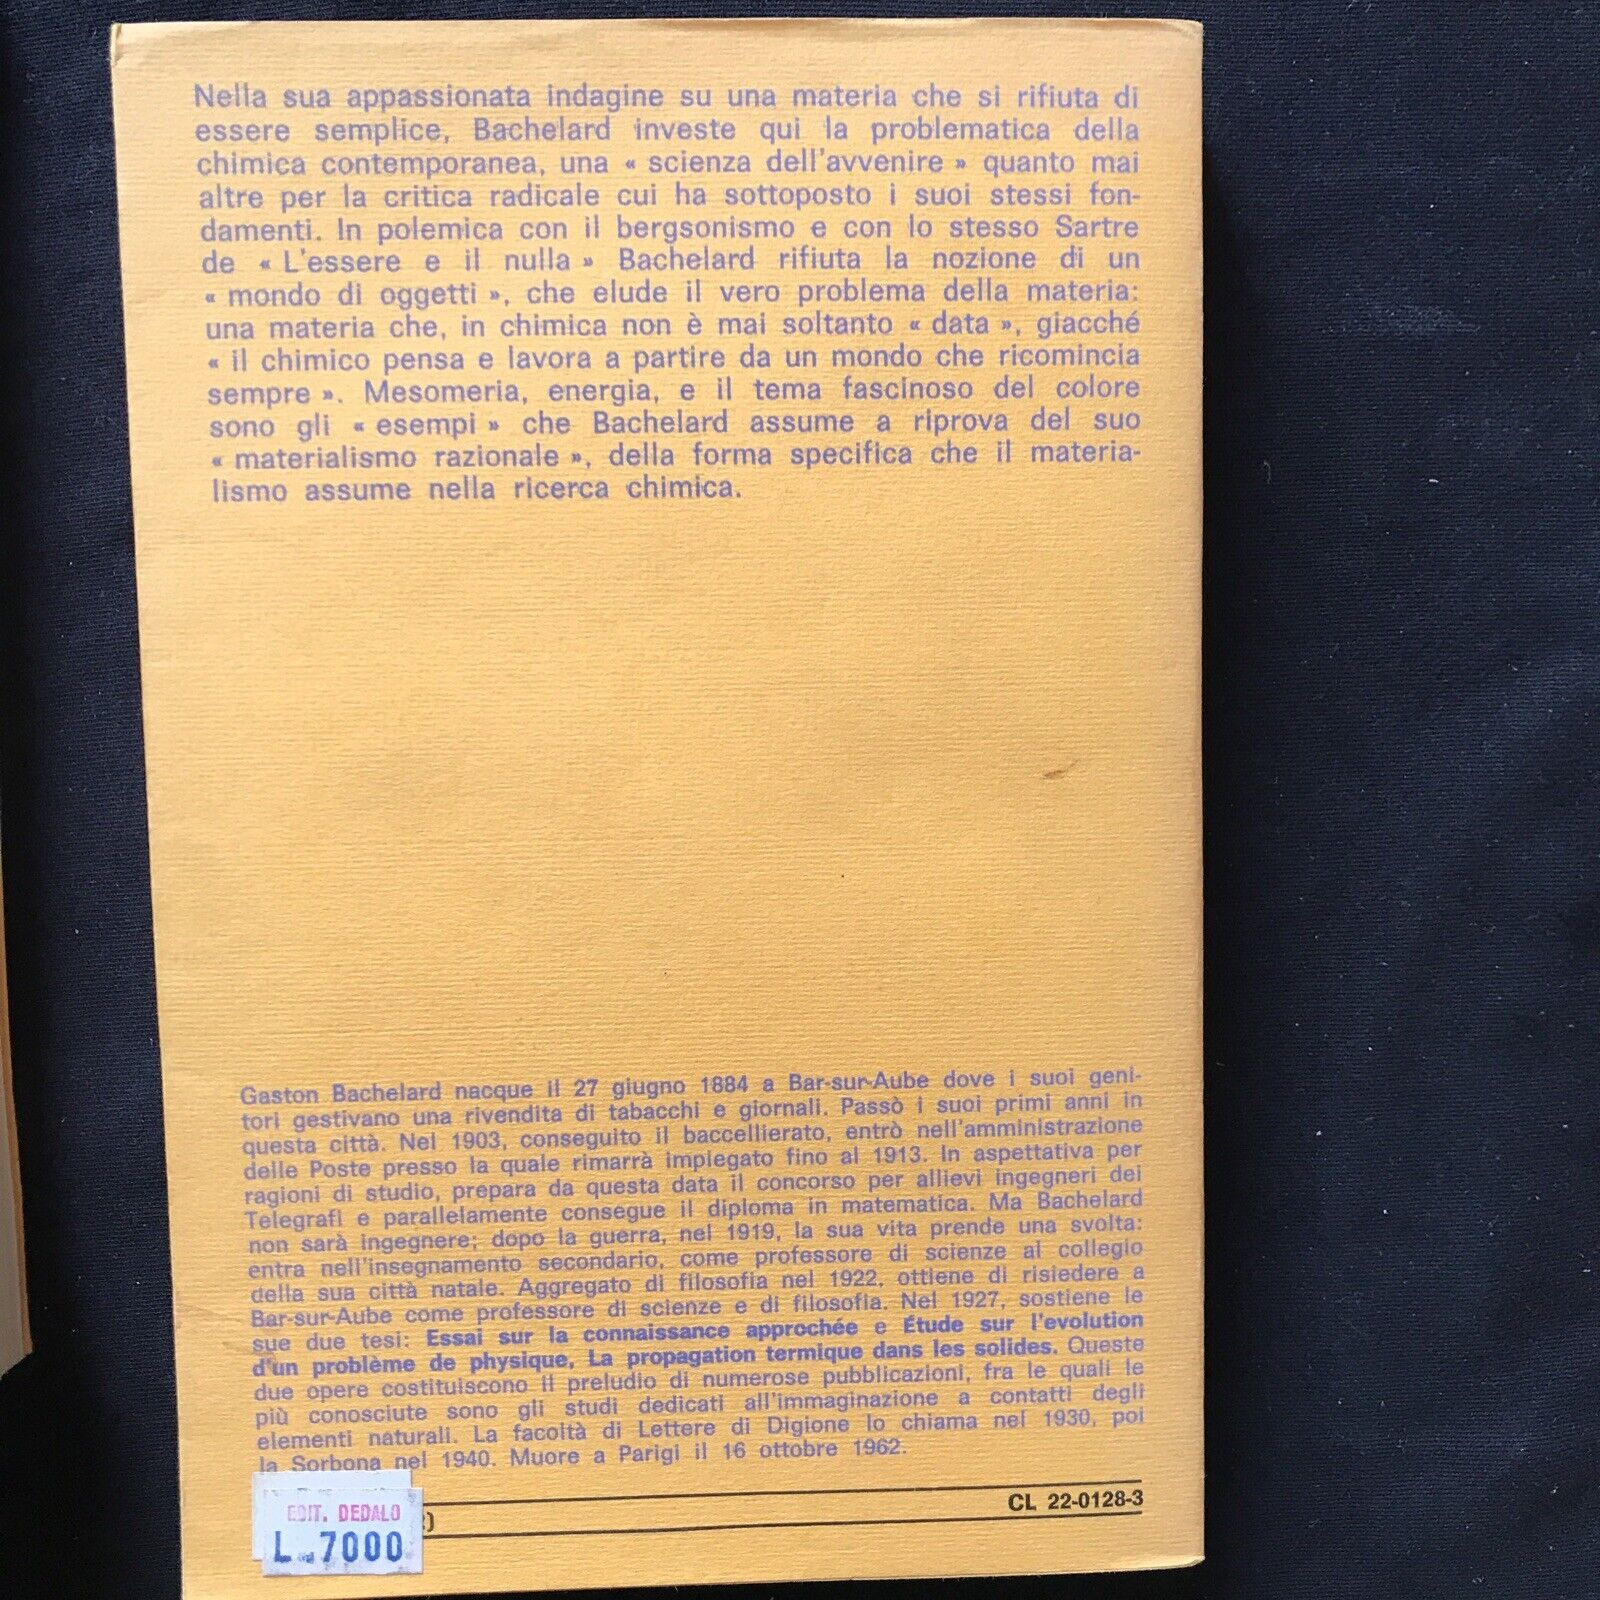 Nella sua appassionata indagine su una materia che si rifiuta di
essere semplice, Bachelard investe qui la problematica della
chimica contemporanea, una « scienza dell'avvenire » quanto mai
altre per la critica radicale cui ha sottoposto i suoi stessi fon-
damenti. In polemica con il bergsonismo e con lo stesso Sartre
de « L'essere e il nulla » Bachelard rifiuta la nozione di un
« mondo di oggetti », che elude il vero problema della materia:
una materia che, in chimica non è mai soltanto « data », giacché
« il chimico pensa e lavora a partire da un mondo che ricomincia
sempre ». Mesomeria, energia, e il tema fascinoso del colore
sono gli « esempi » che Bachelard assume a riprova del suo
« materialismo razionale », della forma specifica che il materia-
lismo assume nella ricerca chimica.
Gaston Bachelard nacque il 27 giugno 1884 a Bar-sur-Aube dove i suoi geni-
tori gestivano una rivendita di tabacchi e giornali. Passò i suoi primi anni in
questa città. Nel 1903, conseguito il baccellierato, entrò nell'amministrazione
delle Poste presso la quale rimarrà impiegato fino al 1913. In aspettativa per
ragioni di studio, prepara da questa data il concorso per allievi ingegneri dei
Telegrafi e parallelamente consegue il diploma in matematica. Ma Bachelard
non sarà ingegnere; dopo la guerra, nel 1919, la sua vita prende una svolta:
entra nell'insegnamento secondario, come professore di scienze al collegio
della sua città natale. Aggregato di filosofia nel 1922, ottiene di risiedere a
Bar-sur-Aube come professore di scienze e di filosofia. Nel 1927, sostiene le
sue due tesi: Essai sur la connaissance approchée e Étude sur l'evolution
d'un problème de physique, La propagation termique dans les solides. Queste
due opere costituiscono il preludio di numerose pubblicazioni, fra le quali le
più conosciute sono gli studi dedicati all'immaginazione a contatti degli
elementi naturali. La facoltà di Lettere di Digione lo chiama nel 1930, poi
la Sorbona nel 1940. Muore a Parigi il 16 ottobre 1962.
CL 22-0128-3
EDIT. DEDALO
L. 7000